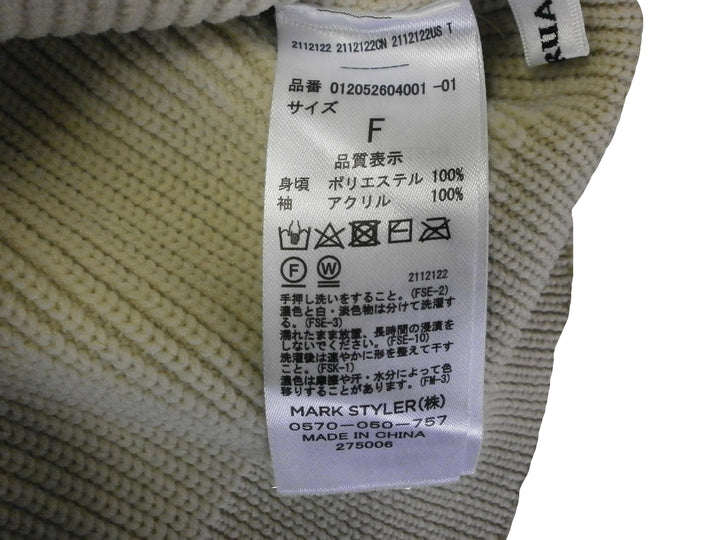 2112122 2112122CN 2112122US T
品番 012052604001 -01
サイズ
F
品質表示
身頃 ポリエステル 100%
袖 アクリル 100%
F W
2112122
手押し洗いをすること。(FSE-2)
濃色と白・淡色物は分けて洗濯す
る。(FSE-3)
濡れたまま放置、長時間の浸漬を
しないでください。(FSE-10)
洗濯後は速やかに形を整えて干す
こと。(FSK-1)
濃色は摩擦や汗・水分によって色
移りすることがあります。(FM-3)
MARK STYLER(株)
0570-050-757
MADE IN CHINA
275006